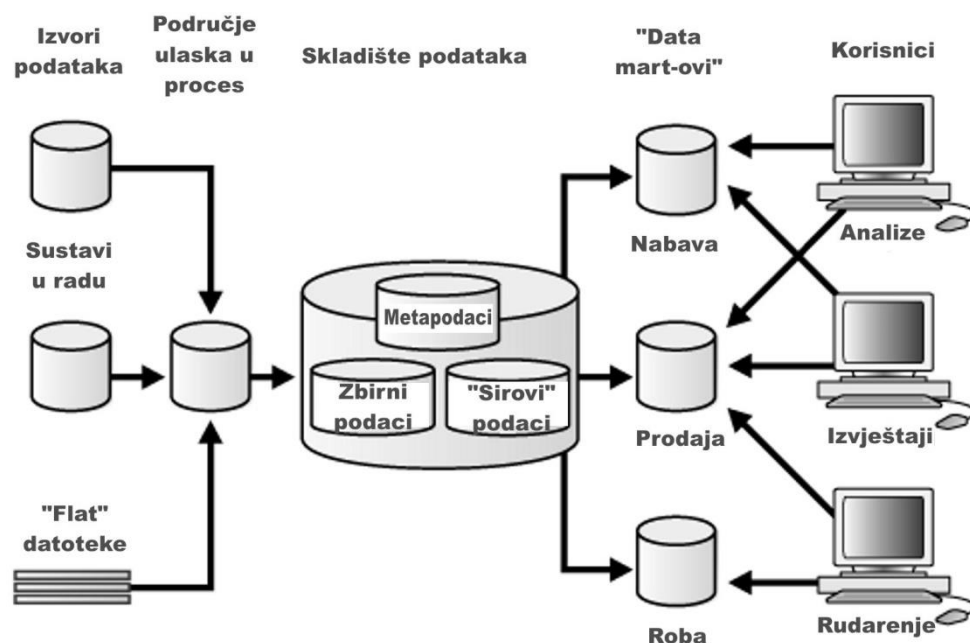 Izvori
podataka
Područje
ulaska u
proces
Skladište podataka
"Data
mart-ovi"
Korisnici
Sustavi
u radu
"Flat"
datoteke
Metapodaci
Zbirni
podaci
"Sirovi"
podaci
Nabava
Prodaja
Roba
Analize
Izvještaji
Rudarenje